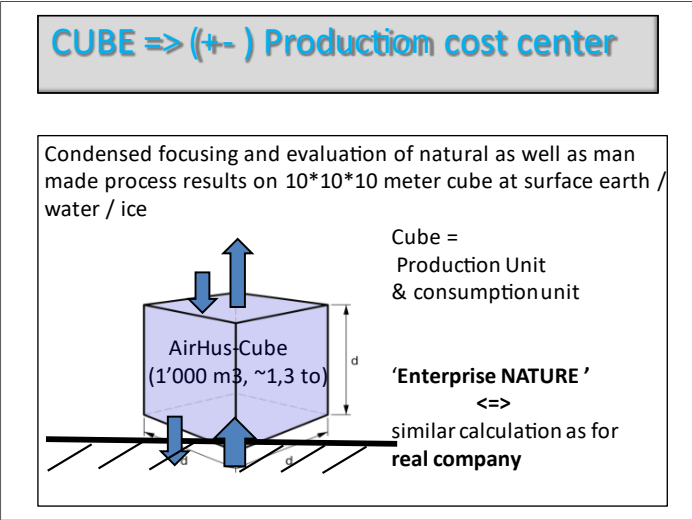 CUBE => (+- ) Production cost center
Condensed focusing and evaluation of natural as well as man
made process results on 10*10*10 meter cube at surface earth /
water / ice
Cube =
Production Unit
& consumptionunit
AirHus-Cube
(1’000 m3, ~1,3 to)
d
‘Enterprise NATURE ’
<=>
similar calculation as for
real company
d
d